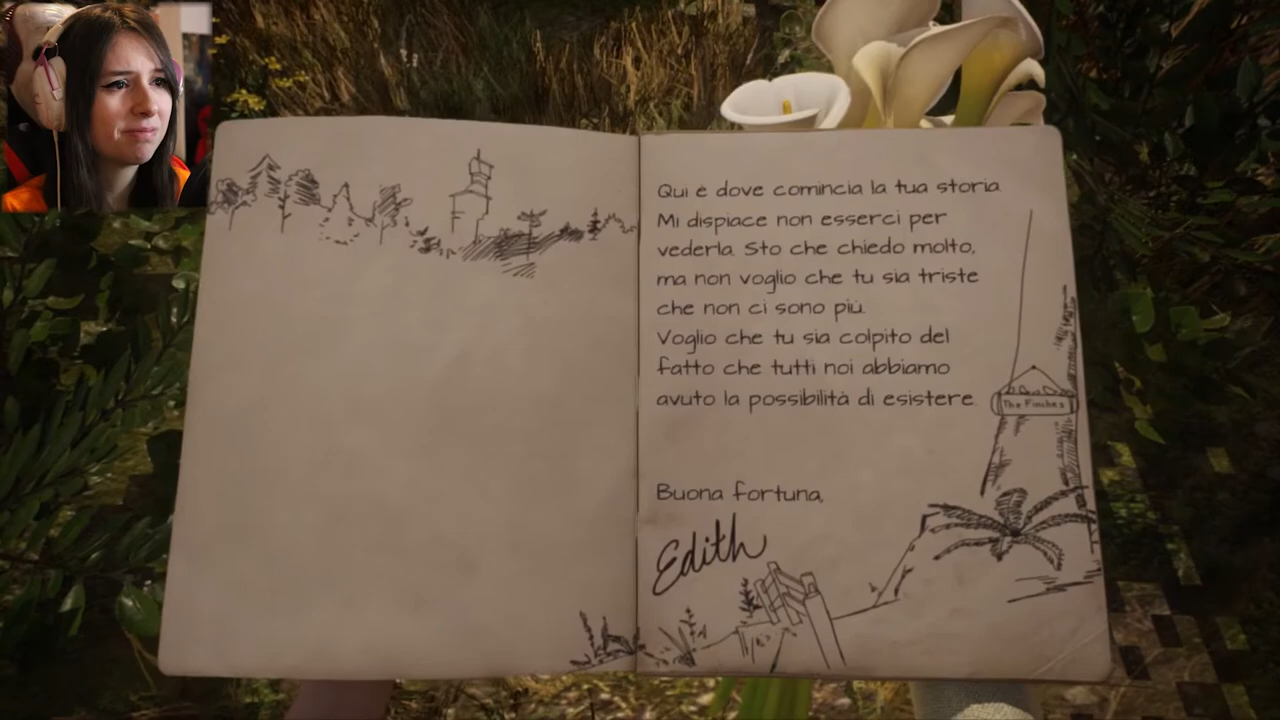 Qui e dove comincia la tua storia.
Mi dispiace non esserci per
vederla. Sto che chiedo molto,
ma non voglio che tu sia triste
che non ci sono più.
Voglio che tu sia colpito del
fatto che tutti noi abbiamo
avuto la possibilità di esistere.
The Finches
Buona fortuna,
Edith